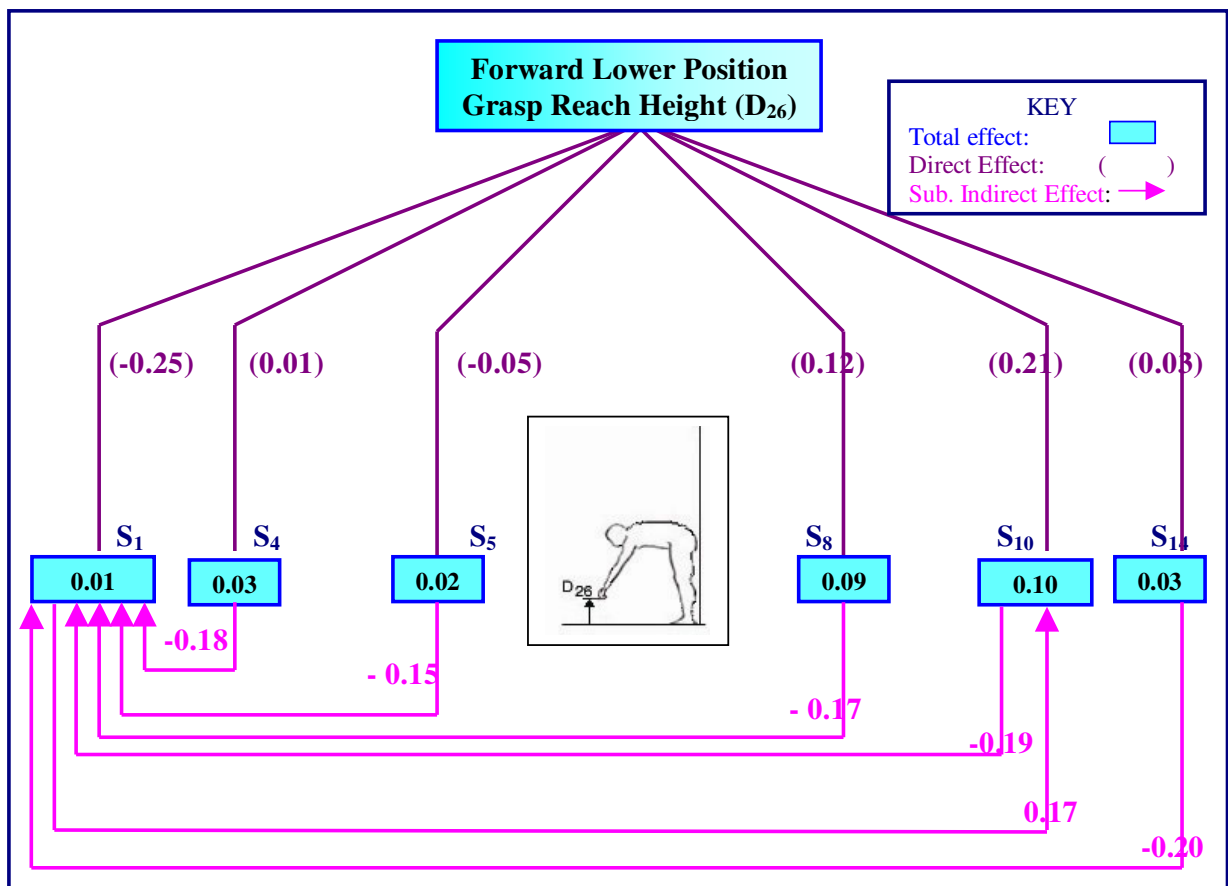 Forward Lower Position
Grasp Reach Height (D₂₆)
KEY
Total effect:
Direct Effect: ( )
Sub. Indirect Effect:
(-0.25) (0.01) (-0.05) (0.12) (0.21) (0.03)
S₁ S₄ S₅ S₈ S₁₀ S₁₄
0.01 0.03 0.02 0.09 0.10 0.03
D₂₆
-0.18
- 0.15
- 0.17
-0.19
0.17
-0.20